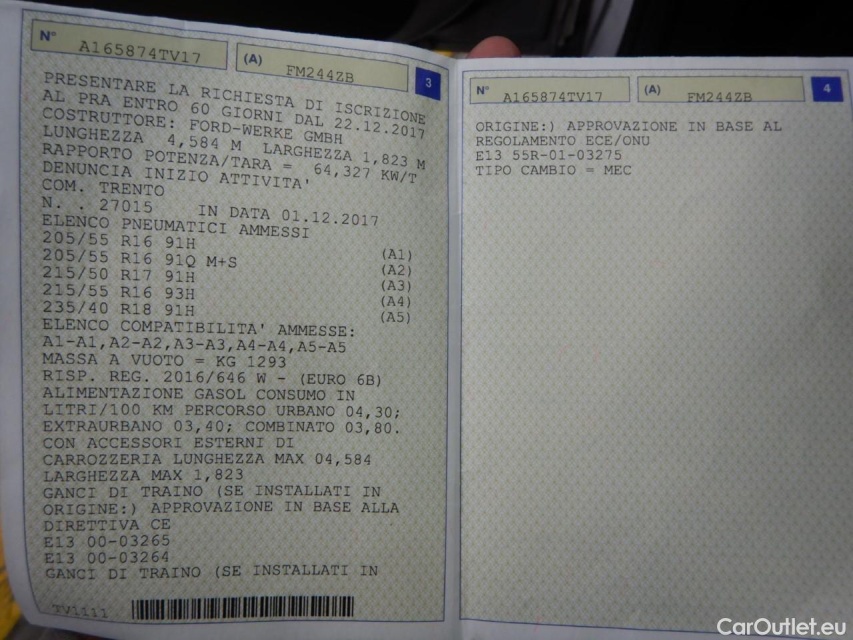 N° A165874TV17
(A) FM244ZB
3
PRESENTARE LA RICHIESTA DI ISCRIZIONE
AL PRA ENTRO 60 GIORNI DAL 22.12.2017
COSTRUTTORE: FORD-WERKE GMBH
LUNGHEZZA 4,584 M LARGHEZZA 1,823 M
RAPPORTO POTENZA/TARA = 64,327 KW/T
DENUNCIA INIZIO ATTIVITA'
COM. TRENTO
N. . 27015 IN DATA 01.12.2017
ELENCO PNEUMATICI AMMESSI
205/55 R16 91H (A1)
205/55 R16 91Q M+S (A2)
215/50 R17 91H (A3)
215/55 R16 93H (A4)
235/40 R18 91H (A5)
ELENCO COMPATIBILITA' AMMESSE:
A1-A1,A2-A2,A3-A3,A4-A4,A5-A5
MASSA A VUOTO = KG 1293
RISP. REG. 2016/646 W - (EURO 6B)
ALIMENTAZIONE GASOL CONSUMO IN
LITRI/100 KM PERCORSO URBANO 04,30;
EXTRAURBANO 03,40; COMBINATO 03,80.
CON ACCESSORI ESTERNI DI
CARROZZERIA LUNGHEZZA MAX 04,584
LARGHEZZA MAX 1,823
GANCI DI TRAINO (SE INSTALLATI IN
ORIGINE:) APPROVAZIONE IN BASE ALLA
DIRETTIVA CE
E13 00-03265
E13 00-03264
GANCI DI TRAINO (SE INSTALLATI IN
TV1111
N° A165874TV17
(A) FM244ZB
4
ORIGINE:) APPROVAZIONE IN BASE AL
REGOLAMENTO ECE/ONU
E13 55R-01-03275
TIPO CAMBIO = MEC
CarOutlet.eu